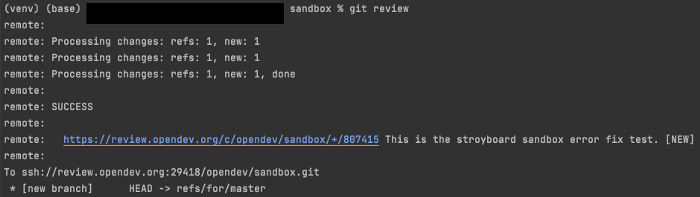 (venv) (base) sandbox % git review
remote:
remote: Processing changes: refs: 1, new: 1
remote: Processing changes: refs: 1, new: 1
remote: Processing changes: refs: 1, new: 1, done
remote:
remote: SUCCESS
remote:
remote:   https://review.opendev.org/c/opendev/sandbox/+/807415 This is the stroyboard sandbox error fix test. [NEW]
remote:
To ssh://review.opendev.org:29418/opendev/sandbox.git
 * [new branch]      HEAD -> refs/for/master